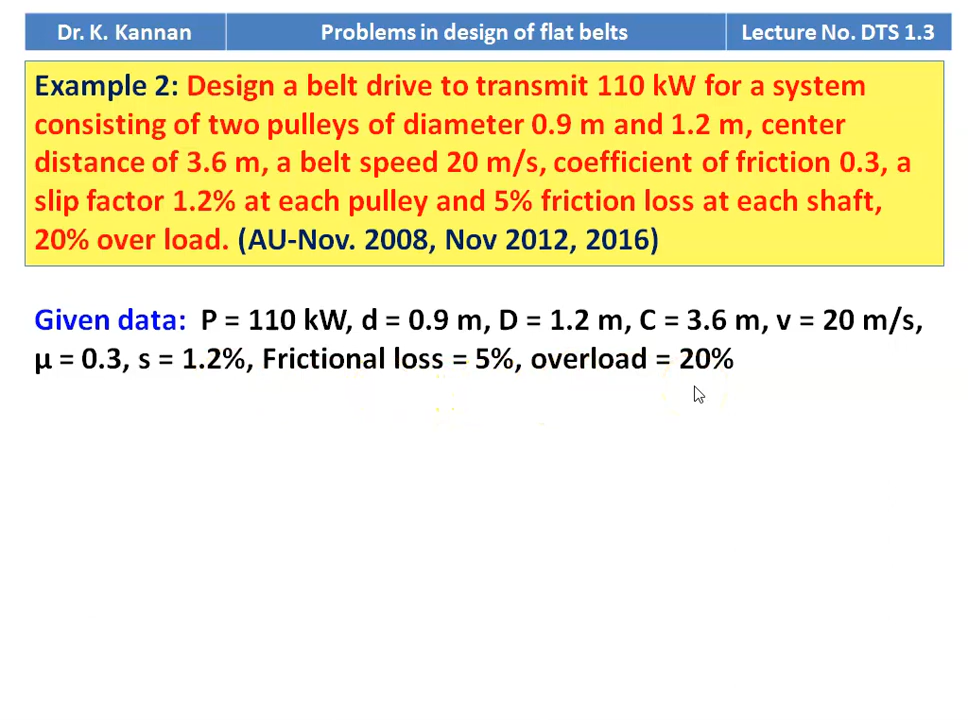 Dr. K. Kannan
Problems in design of flat belts
Lecture No. DTS 1.3
Example 2: Design a belt drive to transmit 110 kW for a system
consisting of two pulleys of diameter 0.9 m and 1.2 m, center
distance of 3.6 m, a belt speed 20 m/s, coefficient of friction 0.3, a
slip factor 1.2% at each pulley and 5% friction loss at each shaft,
20% over load. (AU-Nov. 2008, Nov 2012, 2016)
Given data: P = 110 kW, d = 0.9 m, D = 1.2 m, C = 3.6 m, v = 20 m/s,
μ = 0.3, s = 1.2%, Frictional loss = 5%, overload = 20%